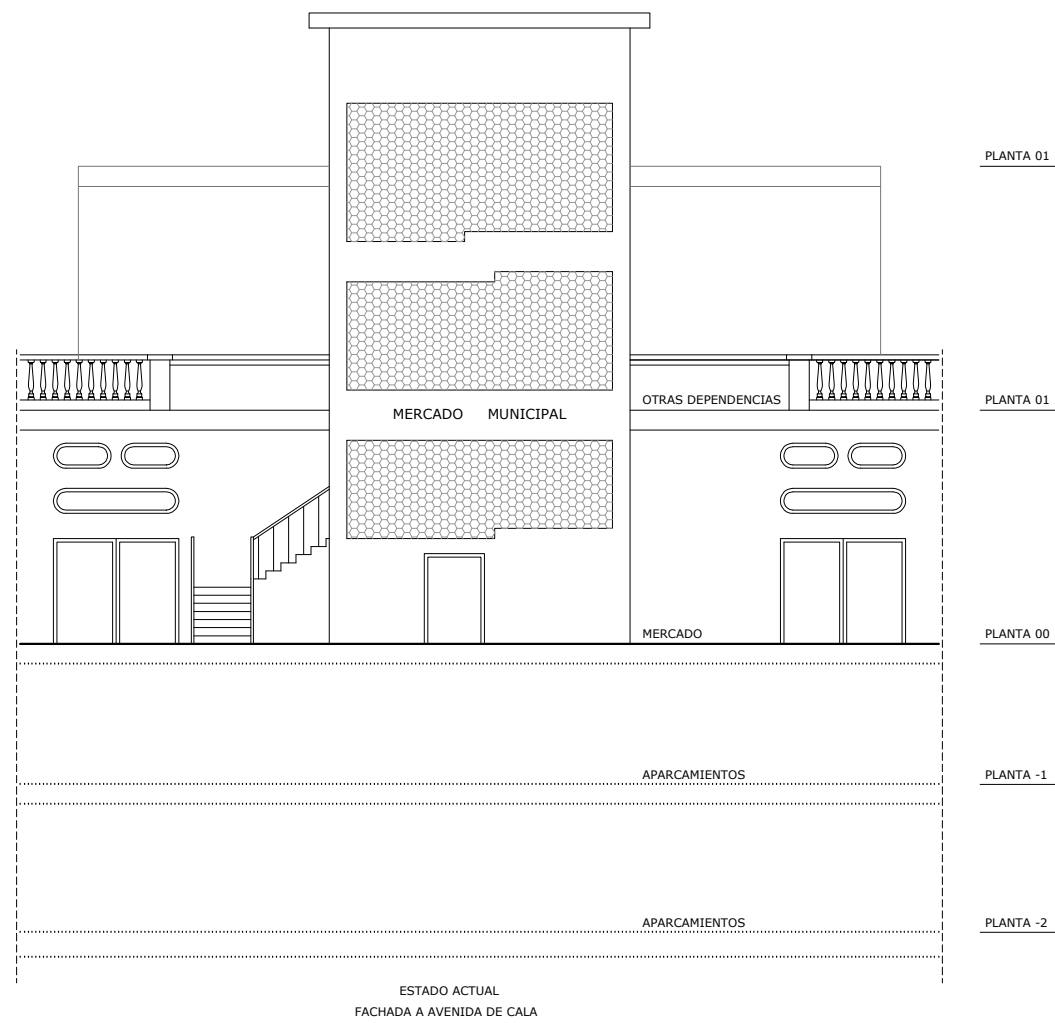 PLANTA 01
OTRAS DEPENDENCIAS
PLANTA 01
MERCADO MUNICIPAL
MERCADO
PLANTA 00
APARCAMIENTOS
PLANTA -1
APARCAMIENTOS
PLANTA -2
ESTADO ACTUAL
FACHADA A AVENIDA DE CALA